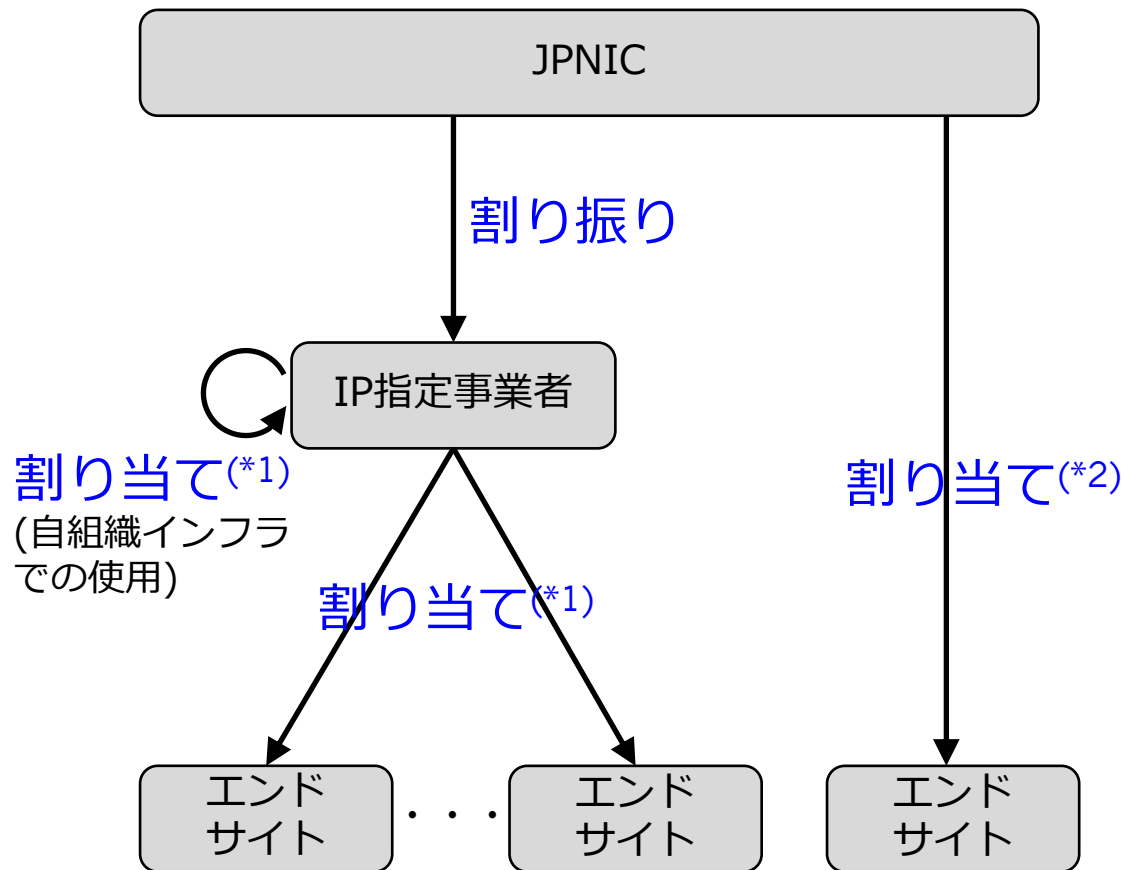 JPNIC
割り振り
IP指定事業者
割り当て(*1)
(自組織インフラ
での使用)
割り当て(*2)
割り当て(*1)
エンド
サイト
・・・
エンド
サイト
エンド
サイト